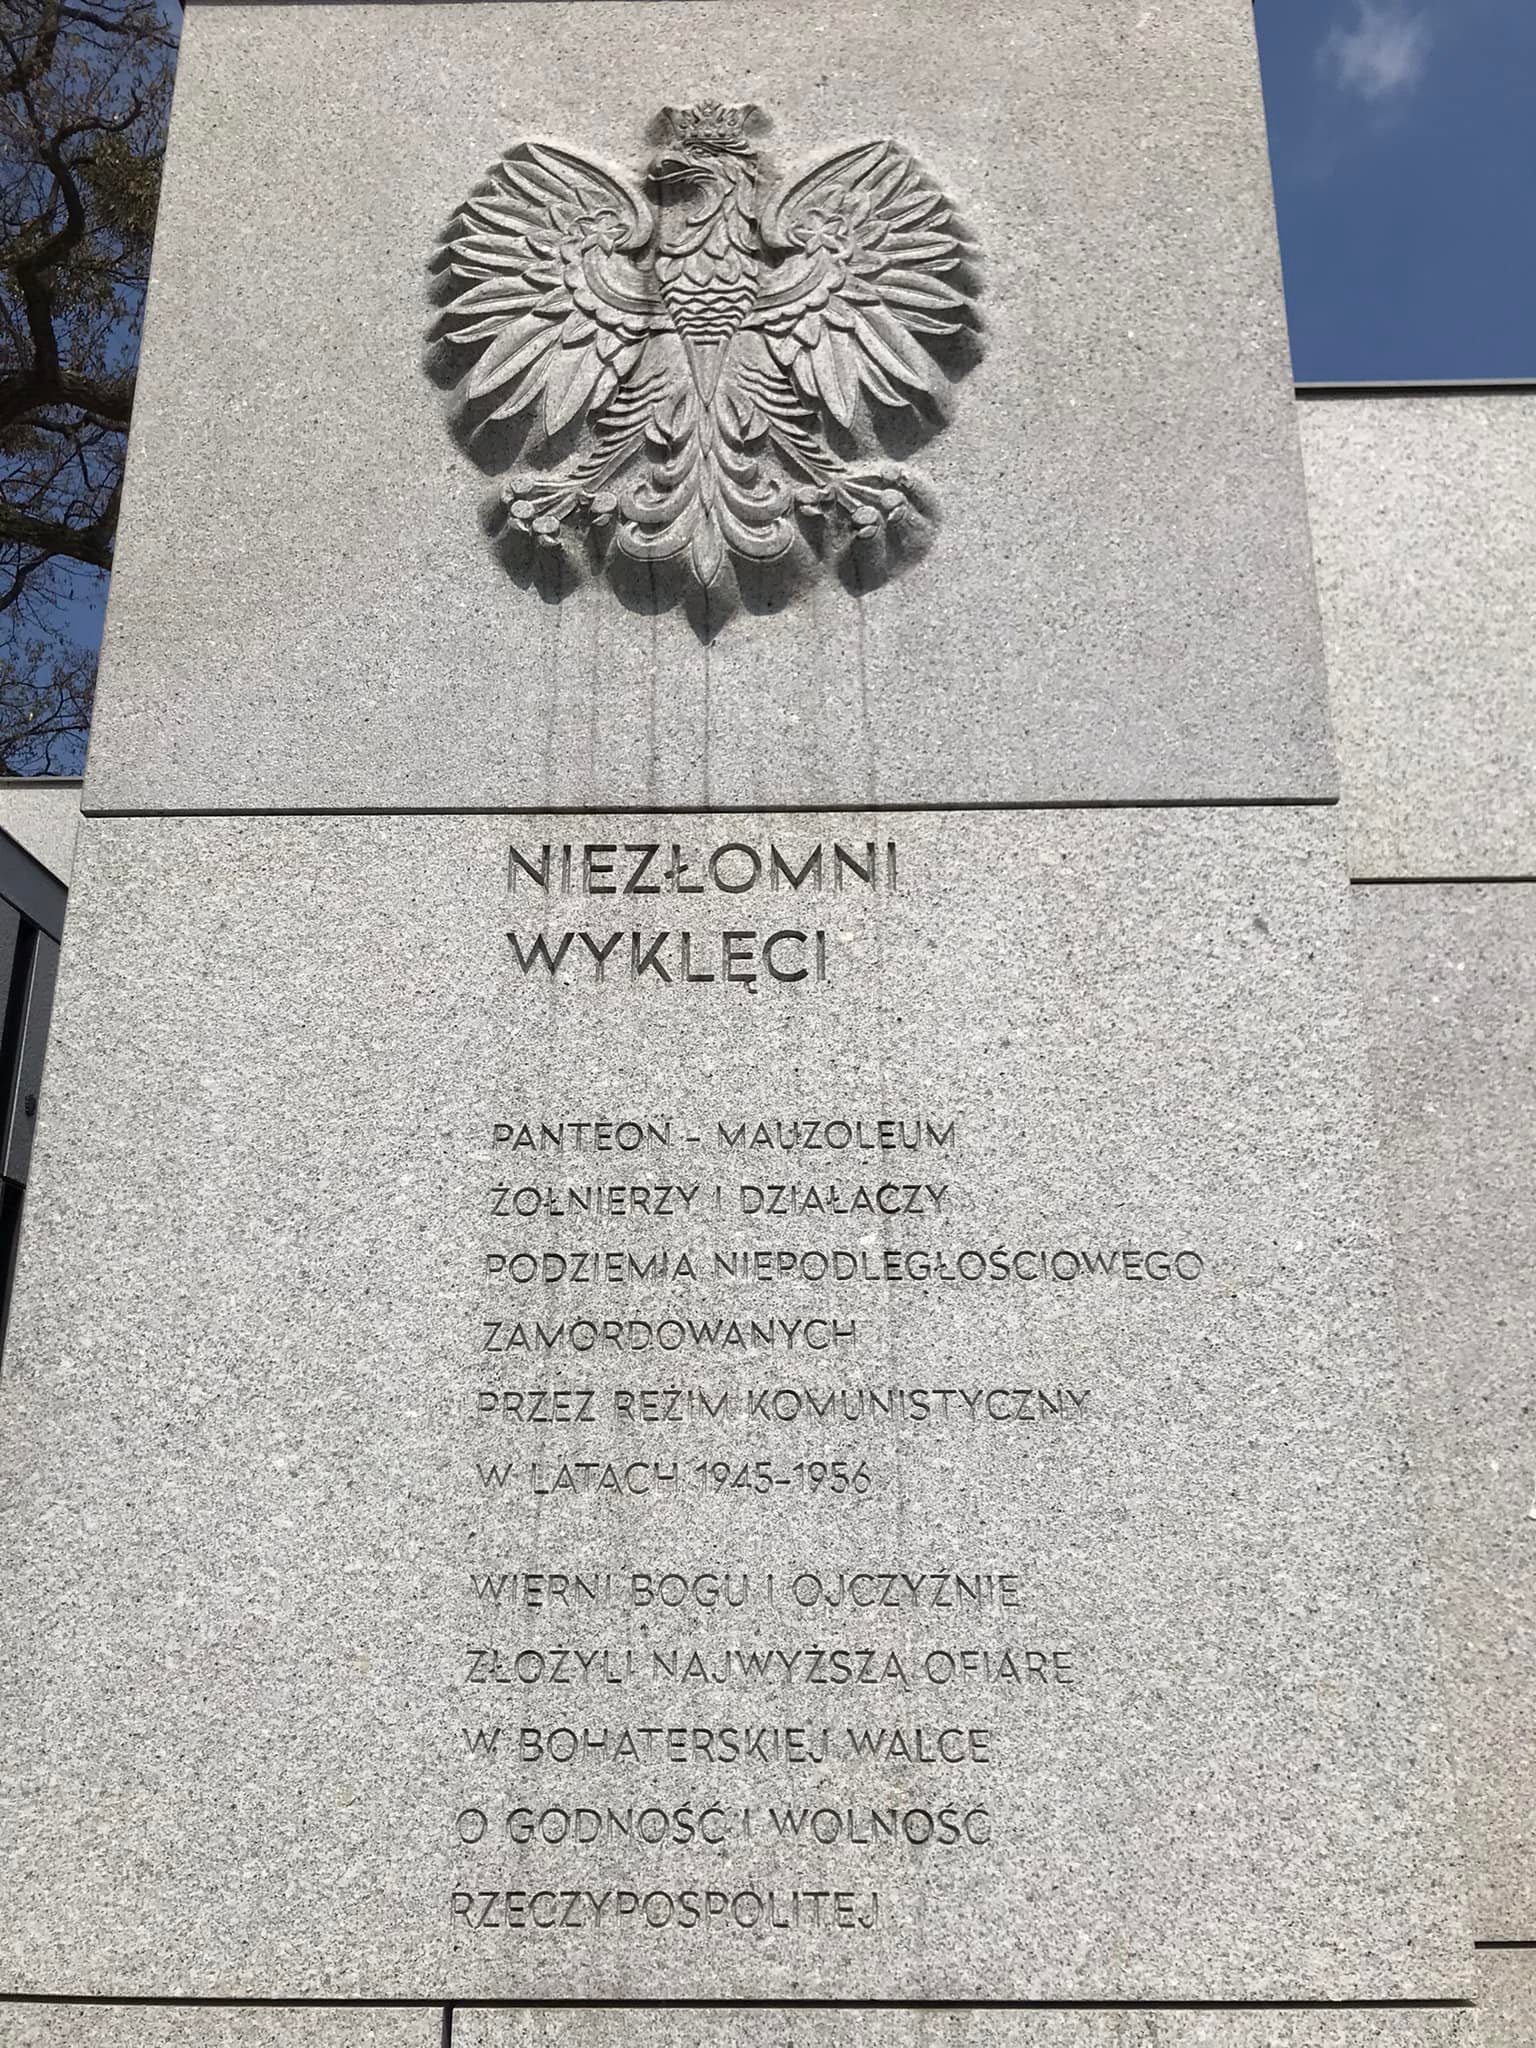 NIEZŁOMNI
WYKLĘCI
PANTEON - MAUZOLEUM
ŻOŁNIERZY I DZIAŁACZY
PODZIEMIA NIEPODLEGŁOŚCIOWEGO
ZAMORDOWANYCH
PRZEZ REŻIM KOMUNISTYCZNY
W LATACH 1945-1956
WIERNI BOGU I OJCZYŹNIE
ZŁOŻYLI NAJWYŻSZĄ OFIARĘ
W BOHATERSKIEJ WALCE
O GODNOŚĆ I WOLNOŚĆ
RZECZYPOSPOLITEJ